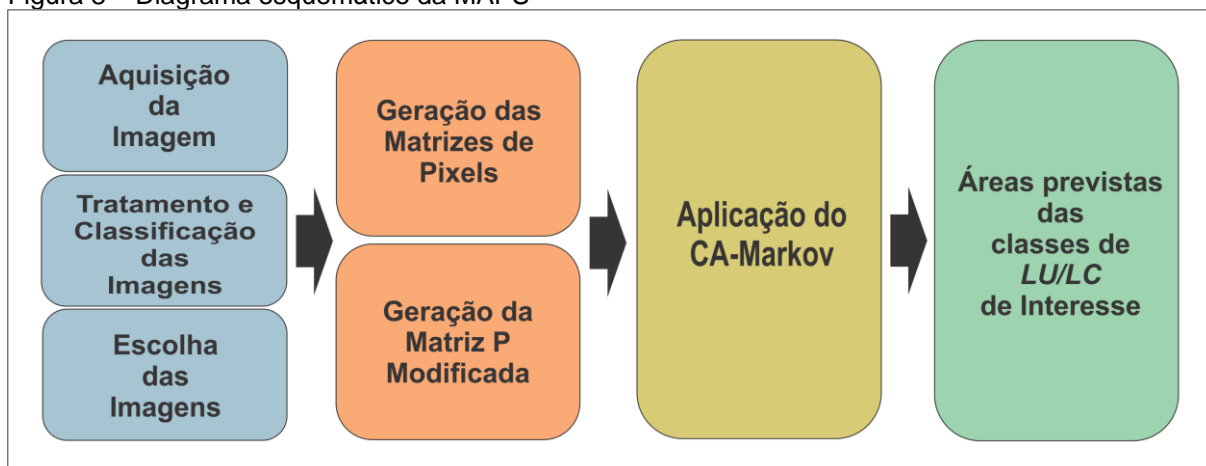 Aquisição
da
Imagem
Tratamento e
Classificação
das
Imagens
Escolha
das
Imagens
Geração das
Matrizes de
Pixels
Geração da
Matriz P
Modificada
Aplicação do
CA-Markov
Áreas previstas
das
classes de
LU/LC
de Interesse